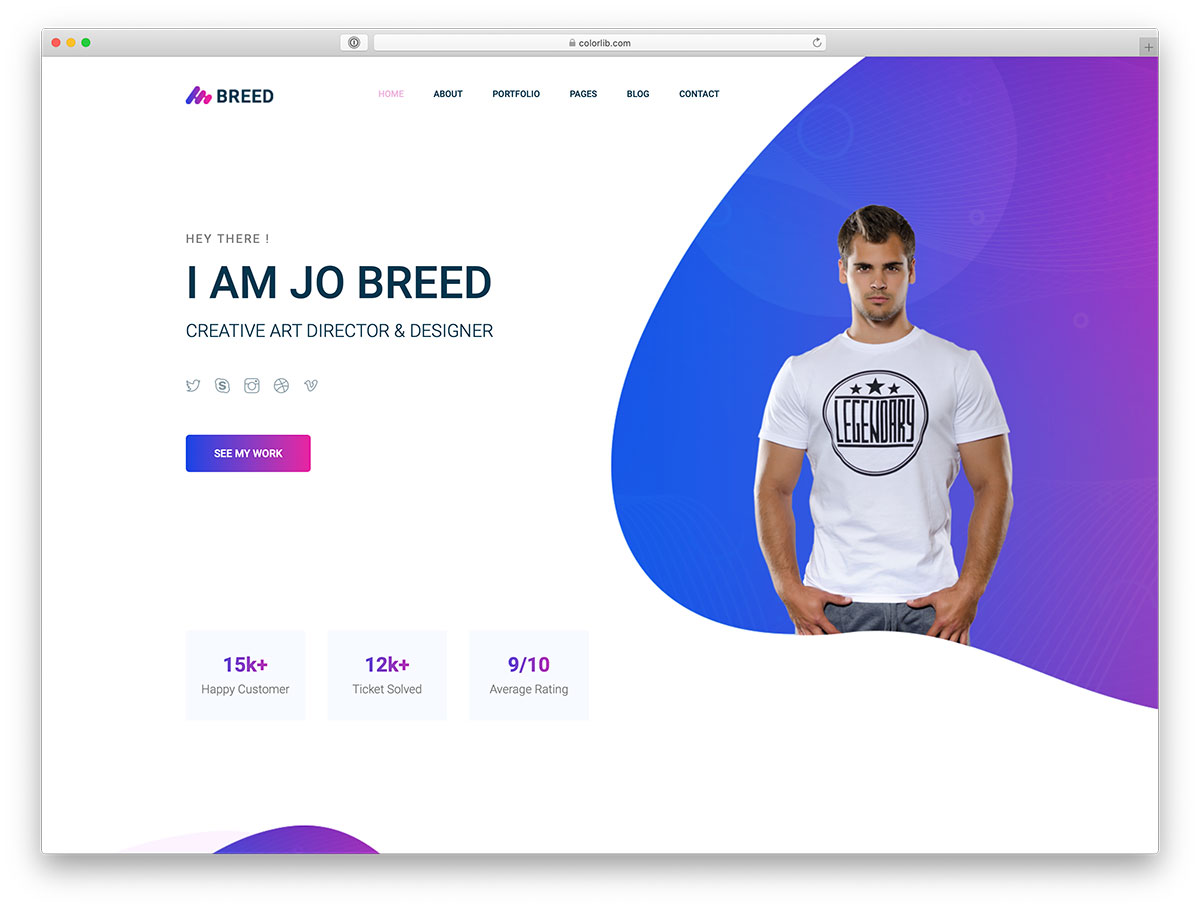 colorlib.com
BREED
HOME ABOUT PORTFOLIO PAGES BLOG CONTACT
HEY THERE !
I AM JO BREED
CREATIVE ART DIRECTOR & DESIGNER
SEE MY WORK
LEGENDARY
15k+ 12k+ 9/10
Happy Customer Ticket Solved Average Rating